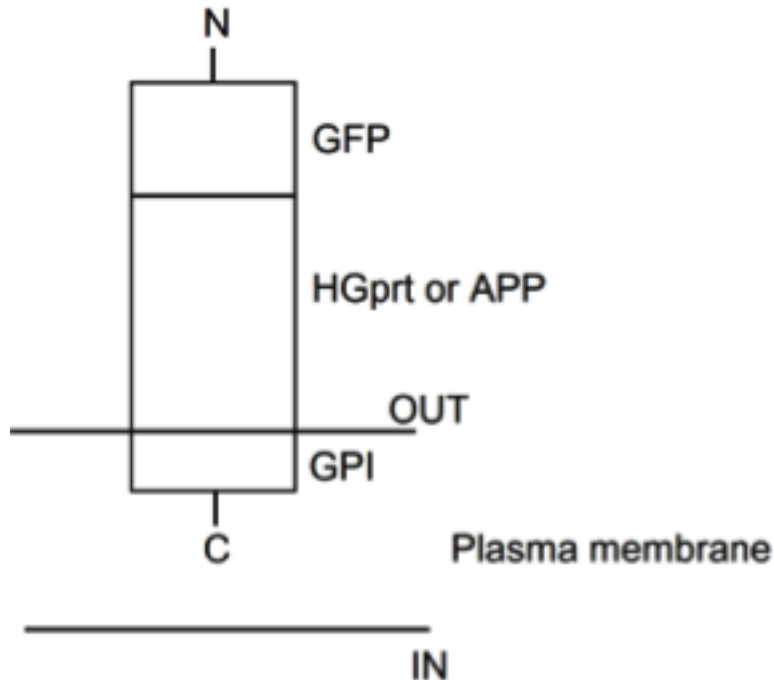 N
GFP
HGprt or APP
OUT
GPI
C
Plasma membrane
IN